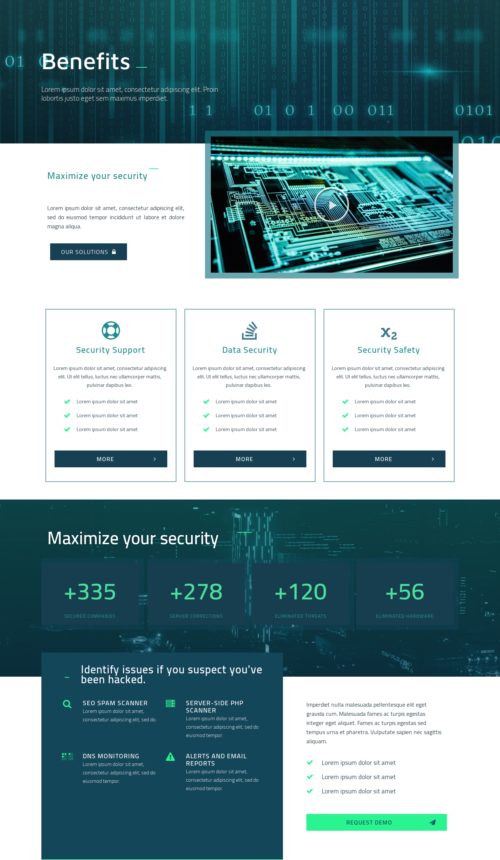 Benefits
Lorem ipsum dolor sit amet, consectetur adipiscing elit. Proin
lobortis justo eget sem maximus imperdiet.
01 0
1 1 01 0 1 00 011 0101
Maximize your security
Lorem ipsum dolor sit amet, consectetur adipiscing elit,
sed do eiusmod tempor incididunt ut labore et dolore
magna aliqua.
OUR SOLUTIONS
Security Support
Lorem ipsum dolor sit amet, consectetur adipiscing
elit. Ut elit tellus, luctus nec ullamcorper mattis,
pulvinar dapibus leo.
Lorem ipsum dolor sit amet
Lorem ipsum dolor sit amet
Lorem ipsum dolor sit amet
MORE
Data Security
Lorem ipsum dolor sit amet, consectetur adipiscing
elit. Ut elit tellus, luctus nec ullamcorper mattis,
pulvinar dapibus leo.
Lorem ipsum dolor sit amet
Lorem ipsum dolor sit amet
Lorem ipsum dolor sit amet
MORE
X2
Security Safety
Lorem ipsum dolor sit amet, consectetur adipiscing
elit. Ut elit tellus, luctus nec ullamcorper mattis,
pulvinar dapibus leo.
Lorem ipsum dolor sit amet
Lorem ipsum dolor sit amet
Lorem ipsum dolor sit amet
MORE
Maximize your security
+335
SECURED COMPANIES
+278
SERVER CORRECTIONS
+120
ELIMINATED THREATS
+56
ELIMINATED HARDWARE
Identify issues if you suspect you've
been hacked.
SEO SPAM SCANNER
Lorem ipsum dolor sit amet,
consectetur adipiscing elit, sed do.
SERVER-SIDE PHP
SCANNER
Lorem ipsum dolor sit amet,
consectetur adipiscing elit, sed do
eiusmod tempor
DNS MONITORING
Lorem ipsum dolor sit amet,
consectetur adipiscing elit, sed do
eiusmod tempor.
ALERTS AND EMAIL
REPORTS
Lorem ipsum dolor sit amet,
consectetur adipiscing elit, sed do
eiusmod tempor.
Imperdiet nulla malesuada pellentesque elit eget
gravida cum. Mattis fames ac turpis egestas
integer eget aliquet. Fames ac turpis egestas sed
tempus urna et pharetra. Vulputate sapien nec sagittis
aliquam.
Lorem ipsum dolor sit amet
Lorem ipsum dolor sit amet
Lorem ipsum dolor sit amet
REQUEST DEMO